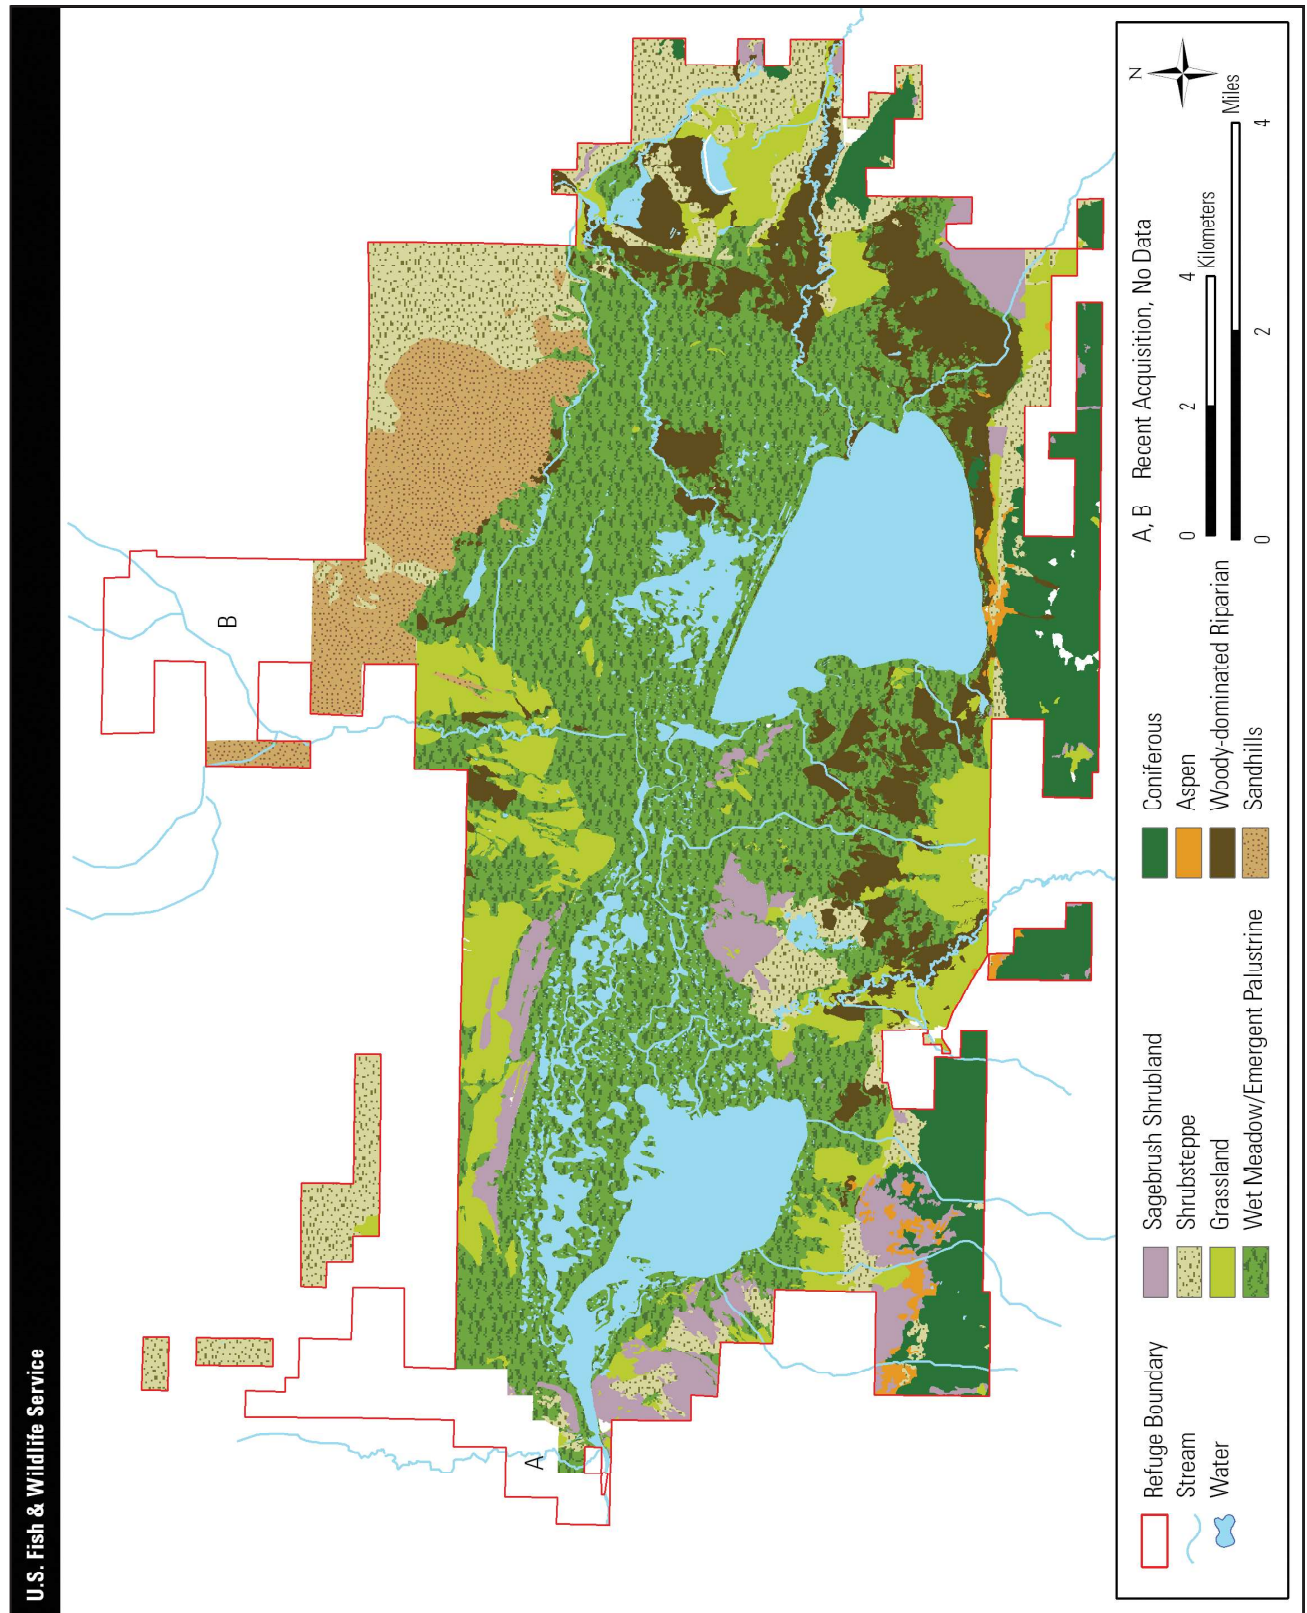 U.S. Fish & Wildlife Service
B
A
Refuge Boundary
Stream
Water
Sagebrush Shrubland
Shrubsteppe
Grassland
Wet Meadow/Emergent Palustrine
Coniferous
Aspen
Woody-dominated Riparian
Sandhills
A, B Recent Acquisition, No Data
0 2 4 Kilometers
Miles
0 2 4
N